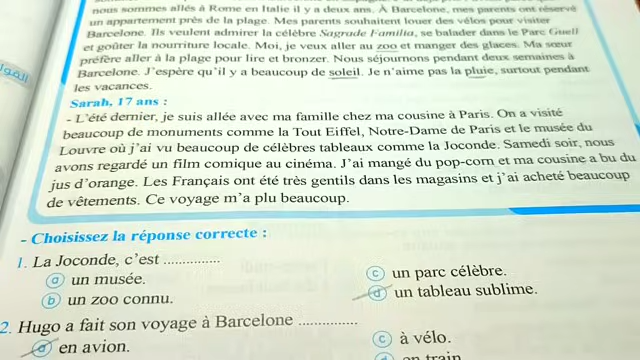 nous sommes allés à Rome en Italie il y a deux ans. À Barcelone, mes parents ont réservé
un appartement près de la plage. Mes parents souhaitent louer des vélos pour visiter
Barcelone. Ils veulent admirer la célèbre Sagrade Familia, se balader dans le Parc Guell
et goûter la nourriture locale. Moi, je veux aller au zoo et manger des glaces. Ma sœur
préfère aller à la plage pour lire et bronzer. Nous séjournons pendant deux semaines à
Barcelone. J'espère qu'il y a beaucoup de soleil. Je n'aime pas la pluie, surtout pendant
les vacances.
Sarah, 17 ans :
- L'été dernier, je suis allée avec ma famille chez ma cousine à Paris. On a visité
beaucoup de monuments comme la Tout Eiffel, Notre-Dame de Paris et le musée du
Louvre où j'ai vu beaucoup de célèbres tableaux comme la Joconde. Samedi soir, nous
avons regardé un film comique au cinéma. J'ai mangé du pop-corn et ma cousine a bu du
jus d'orange. Les Français ont été très gentils dans les magasins et j'ai acheté beaucoup
de vêtements. Ce voyage m'a plu beaucoup.
- Choisissez la réponse correcte :
1. La Joconde, c'est ..............
a un musée.
c un parc célèbre.
b un zoo connu.
d un tableau sublime.
2. Hugo a fait son voyage à Barcelone ..............
a en avion.
c à vélo.
d en train